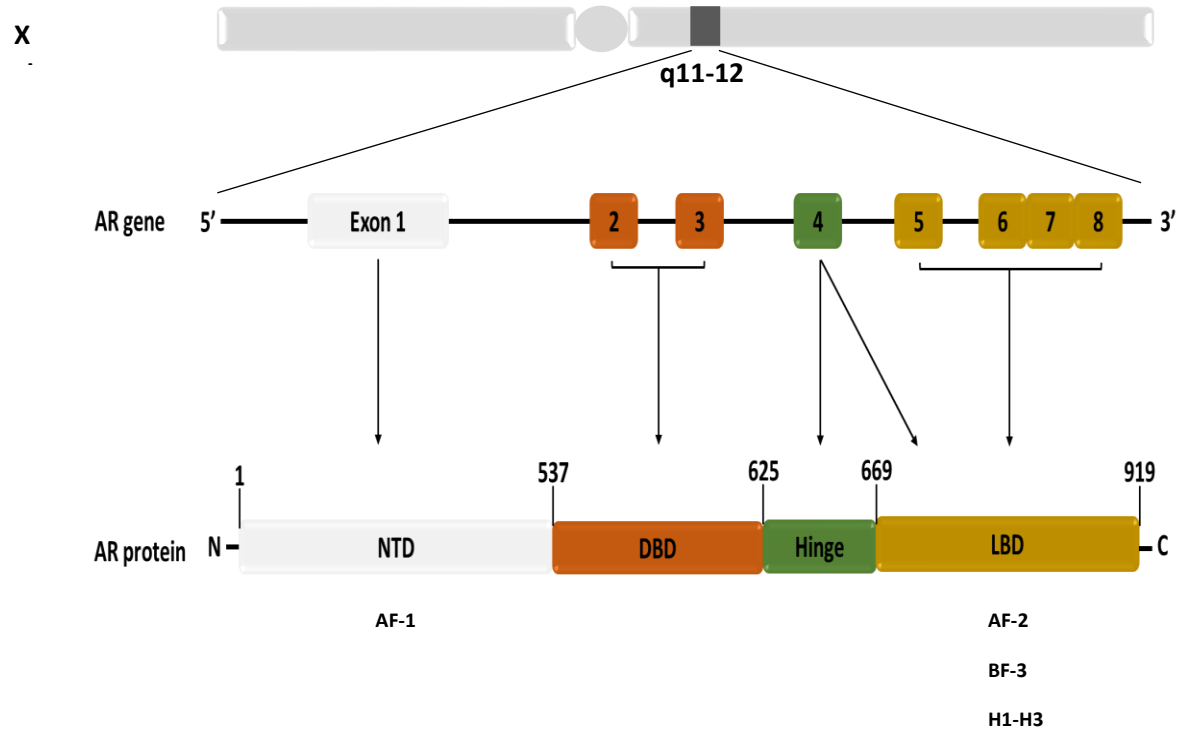 X
q11-12
AR gene 5’ Exon 1 2 3 4 5 6 7 8 3’
1 537 625 669 919
AR protein N NTD DBD Hinge LBD C
AF-1 AF-2
BF-3
H1-H3